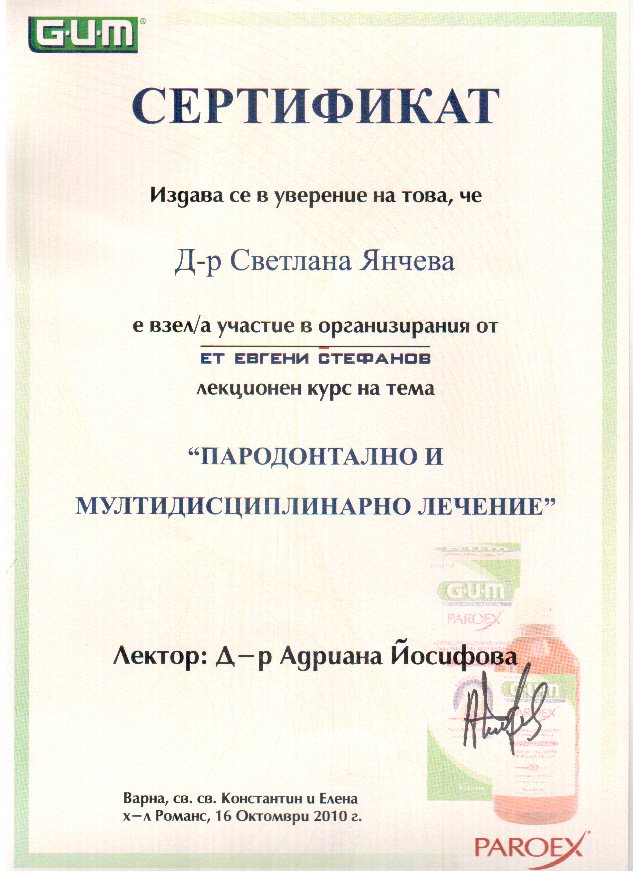 G·U·M
СЕРТИФИКАТ
Издава се в уверение на това, че
Д-р Светлана Янчева
е взел/а участие в организирания от
ЕТ ЕВГЕНИ СТЕФАНОВ
лекционен курс на тема
“ПАРОДОНТАЛНО И
МУЛТИДИСЦИПЛИНАРНО ЛЕЧЕНИЕ”
G·U·M
PAROEX
Лектор: Д–р Адриана Йосифова
G·U·M
PAROEX
Варна, св. св. Константин и Елена
х–л Романс, 16 Октомври 2010 г.
PAROEX